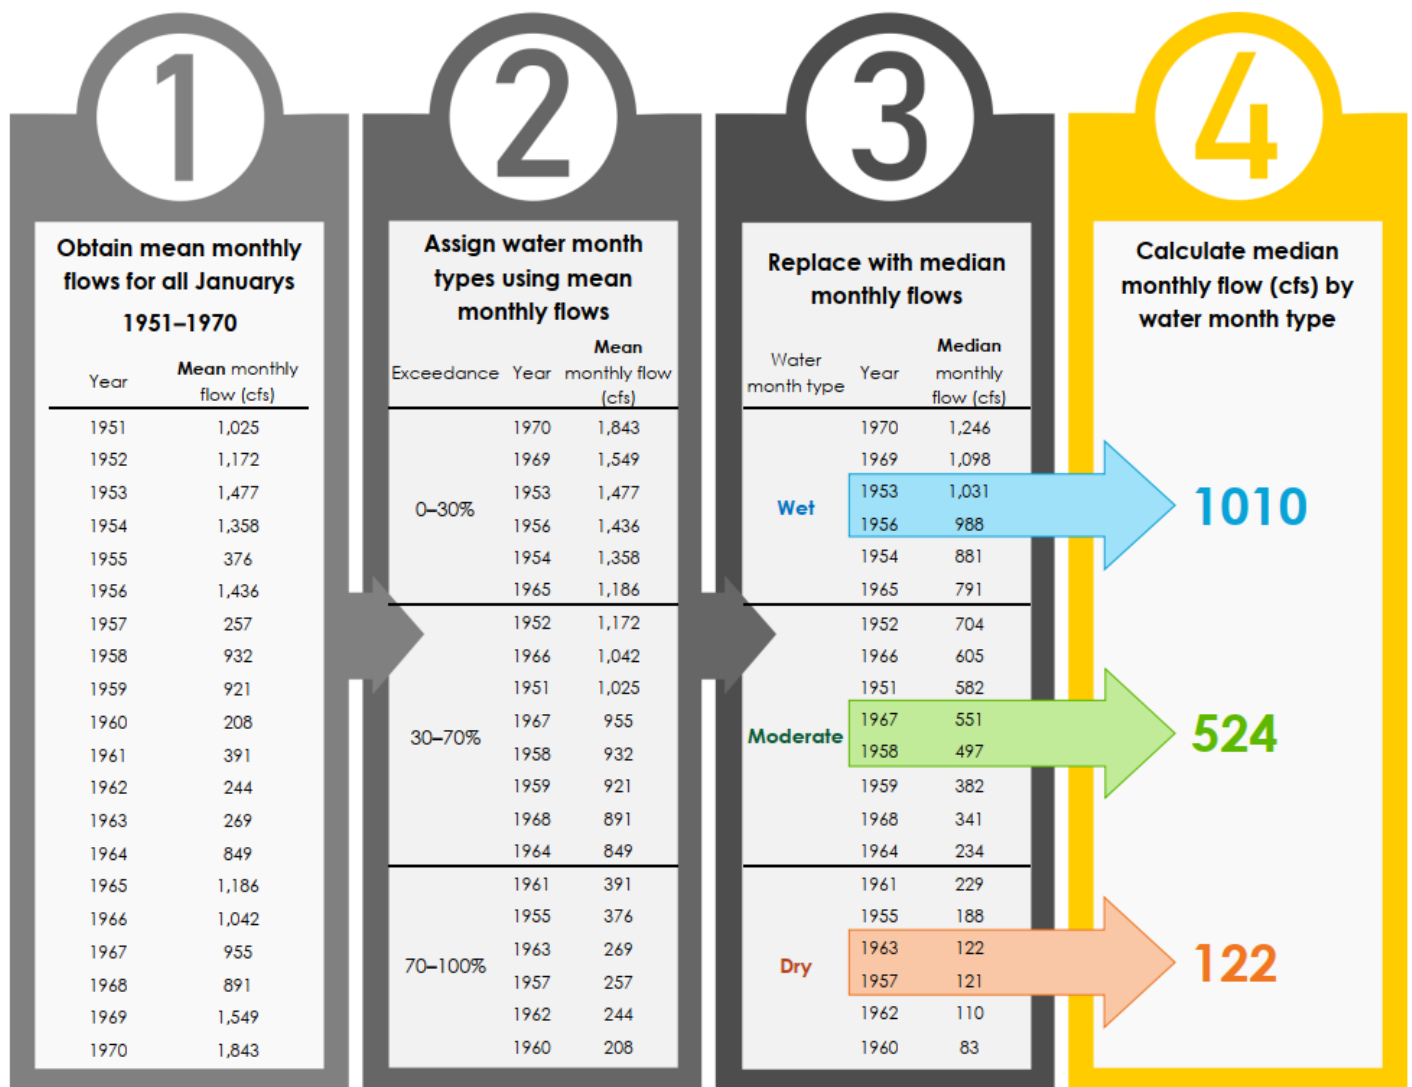 1
Obtain mean monthly
flows for all Januarys
1951–1970
Year
Mean monthly
flow (cfs)
1951 1,025
1952 1,172
1953 1,477
1954 1,358
1955 376
1956 1,436
1957 257
1958 932
1959 921
1960 208
1961 391
1962 244
1963 269
1964 849
1965 1,186
1966 1,042
1967 955
1968 891
1969 1,549
1970 1,843
2
Assign water month
types using mean
monthly flows
Exceedance
Year
Mean
monthly flow
(cfs)
0–30%
1970 1,843
1969 1,549
1953 1,477
1956 1,436
1954 1,358
1965 1,186
30–70%
1952 1,172
1966 1,042
1951 1,025
1967 955
1958 932
1959 921
1968 891
1964 849
70–100%
1961 391
1955 376
1963 269
1957 257
1962 244
1960 208
3
Replace with median
monthly flows
Water
month type
Year
Median
monthly
flow (cfs)
Wet
1970 1,246
1969 1,098
1953 1,031
1956 988
1954 881
1965 791
Moderate
1952 704
1966 605
1951 582
1967 551
1958 497
1959 382
1968 341
1964 234
Dry
1961 229
1955 188
1963 122
1957 121
1962 110
1960 83
4
Calculate median
monthly flow (cfs) by
water month type
1010
524
122